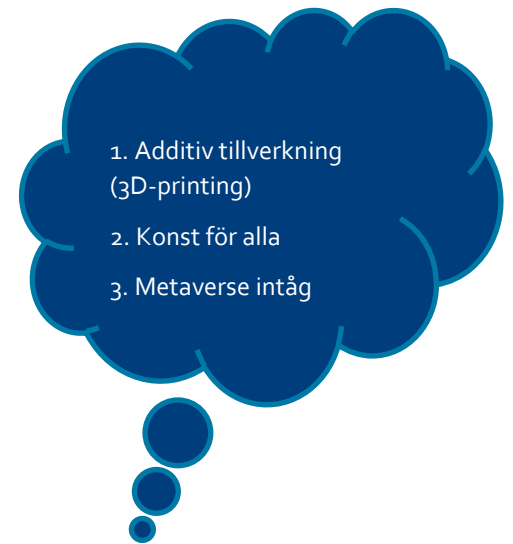 1. Additiv tillverkning
(3D-printing)
2. Konst för alla
3. Metaverse intåg